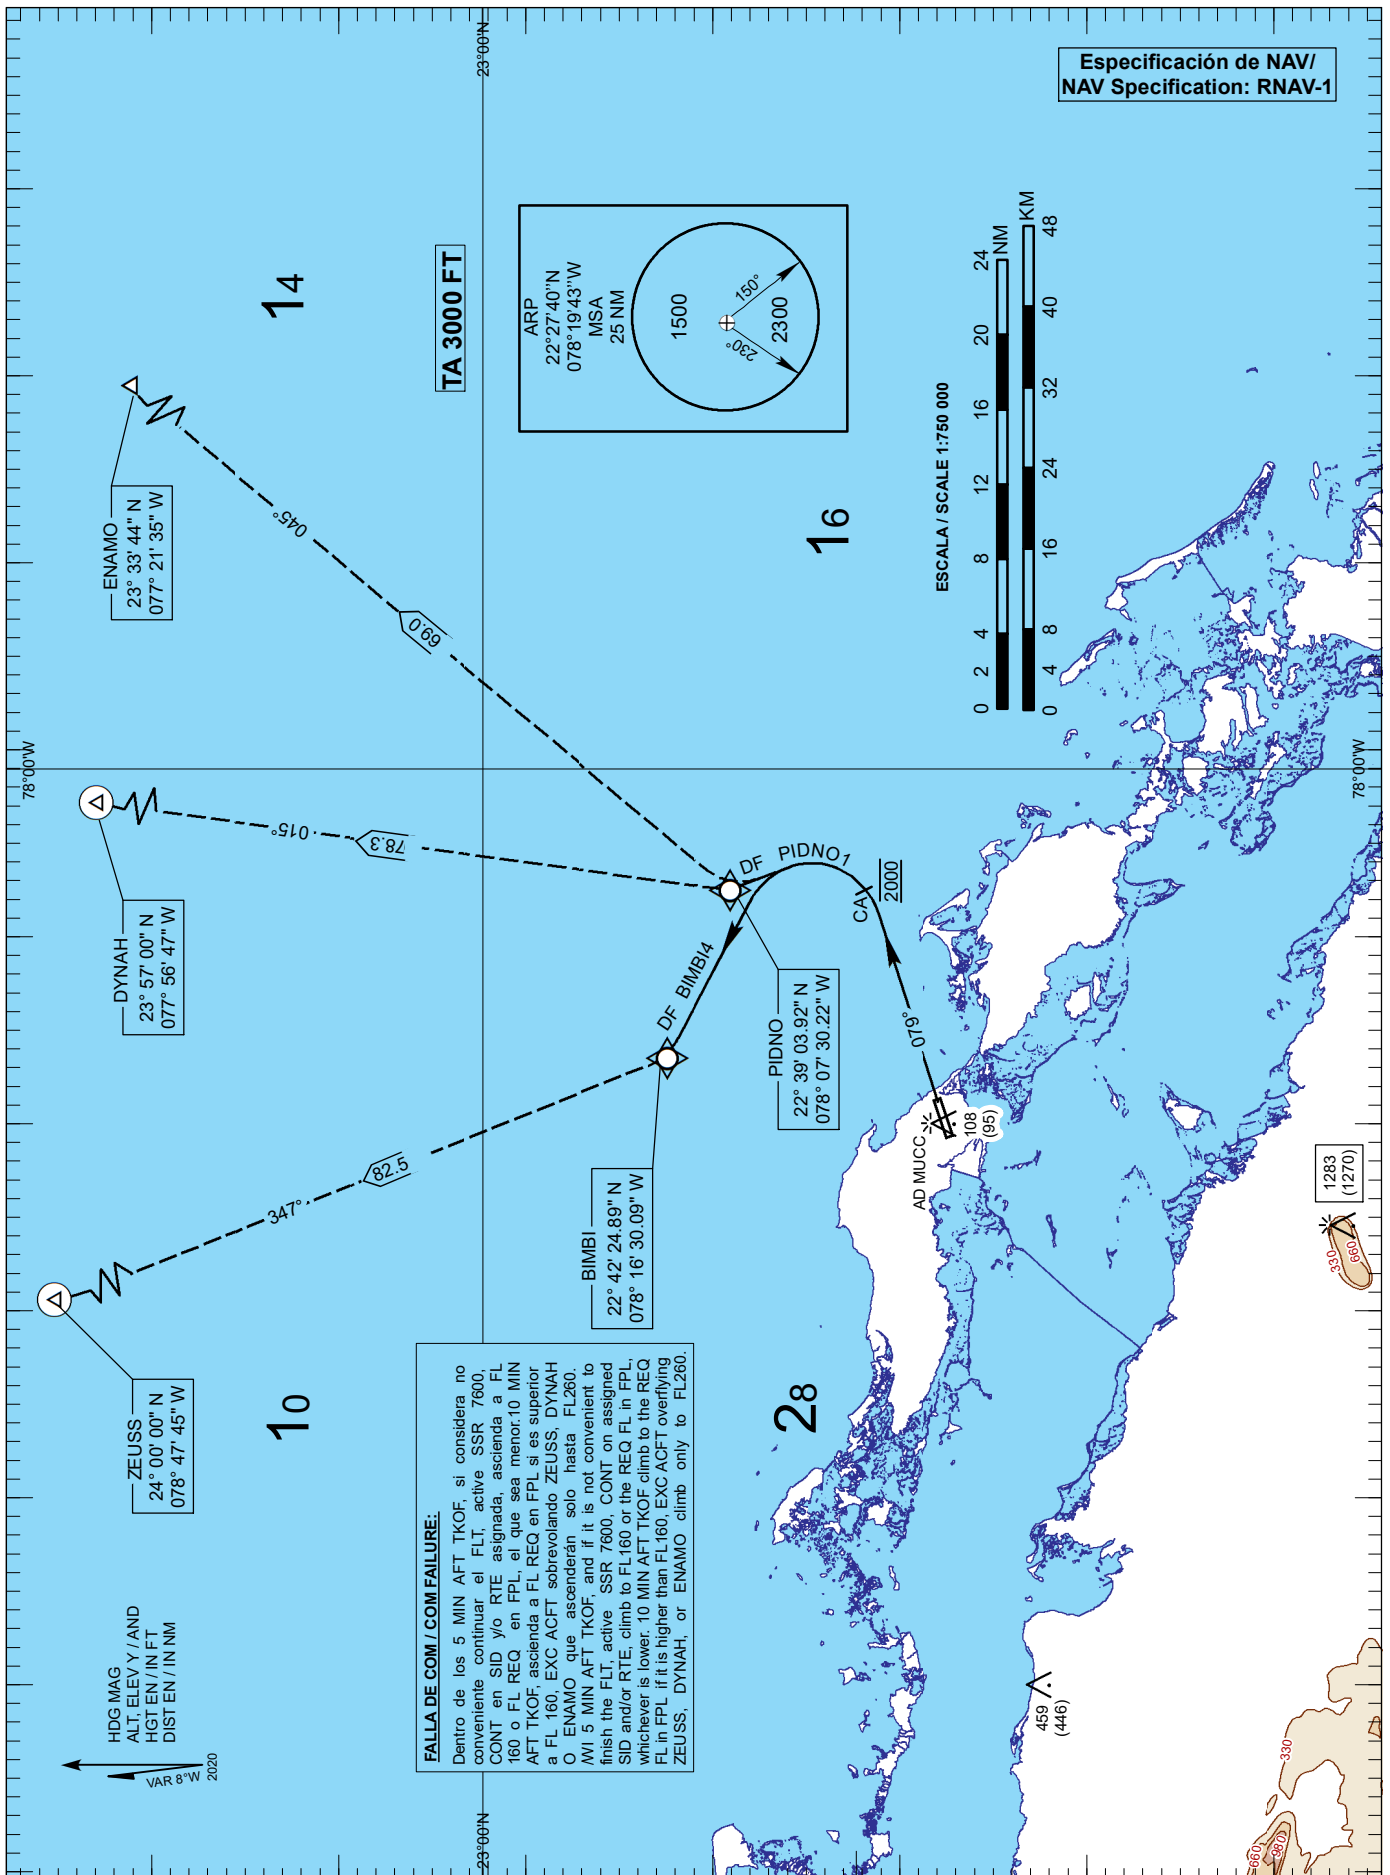 Especificación de NAV/
NAV Specification: RNAV-1
HDG MAG
ALT, ELEV Y / AND
HGT EN / IN FT
DIST EN / IN NM
VAR 8°W
2020
78°00'W
23°00'N
ZEUSS
24° 00' 00" N
078° 47' 45" W
DYNAH
23° 57' 00" N
077° 56' 47" W
ENAMO
23° 33' 44" N
077° 21' 35" W
10
14
347°
82.5
015°
78.3
045°
69.0
TA 3000 FT
ARP
22°27'40"N
078°19'43"W
MSA
25 NM
1500
150°
230°
2300
FALLA DE COM / COM FAILURE:
Dentro de los 5 MIN AFT TKOF, si considera no
conveniente continuar el FLT, active SSR 7600,
CONT en SID y/o RTE asignada, ascienda a FL
160 o FL REQ en FPL, el que sea menor.10 MIN
AFT TKOF, ascienda a FL REQ en FPL si es superior
a FL 160, EXC ACFT sobrevolando ZEUSS, DYNAH
O ENAMO que ascenderán solo hasta FL260.
/WI 5 MIN AFT TKOF, and if it is not convenient to
finish the FLT, active SSR 7600, CONT on assigned
SID and/or RTE, climb to FL160 or the REQ FL in FPL,
whichever is lower. 10 MIN AFT TKOF climb to the REQ
FL in FPL if it is higher than FL160, EXC ACFT overflying
ZEUSS, DYNAH, or ENAMO climb only to FL260.
BIMBI
22° 42' 24.89" N
078° 16' 30.09" W
PIDNO
22° 39' 03.92" N
078° 07' 30.22" W
DF BIMBI4
DF PIDNO1
CA
2000
079°
28
16
AD MUCC
108
(95)
ESCALA / SCALE 1:750 000
0 2 4 8 12 16 20 24
NM
KM
0 4 8 16 24 32 40 48
459
(446)
1283
(1270)
330
660
330
660
980
23°00'N
78°00'W